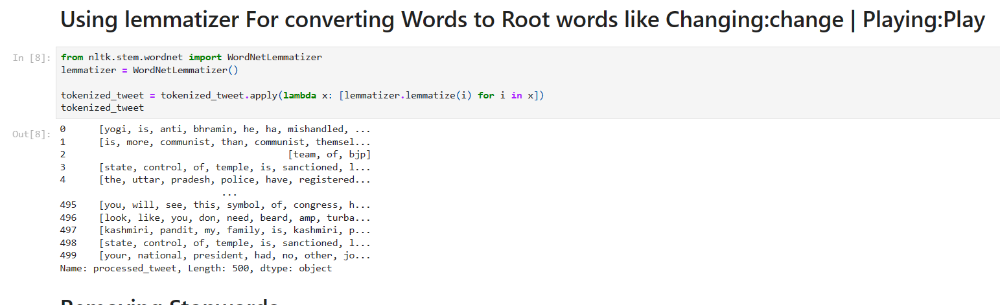 Using lemmatizer For converting Words to Root words like Changing:change | Playing:Play
In [8]:
from nltk.stem.wordnet import WordNetLemmatizer
lemmatizer = WordNetLemmatizer()
tokenized_tweet = tokenized_tweet.apply(lambda x: [lemmatizer.lemmatize(i) for i in x])
tokenized_tweet
Out[8]:
0 [yogi, is, anti, bhramin, he, ha, mishandled, ...
1 [is, more, communist, than, communist, themsel...
2 [team, of, bjp]
3 [state, control, of, temple, is, sanctioned, l...
4 [the, uttar, pradesh, police, have, registered...
...
495 [you, will, see, this, symbol, of, congress, h...
496 [look, like, you, don, need, beard, amp, turba...
497 [kashmiri, pandit, my, family, is, kashmiri, p...
498 [state, control, of, temple, is, sanctioned, l...
499 [your, national, president, had, no, other, jo...
Name: processed_tweet, Length: 500, dtype: object
Removing Stopwords